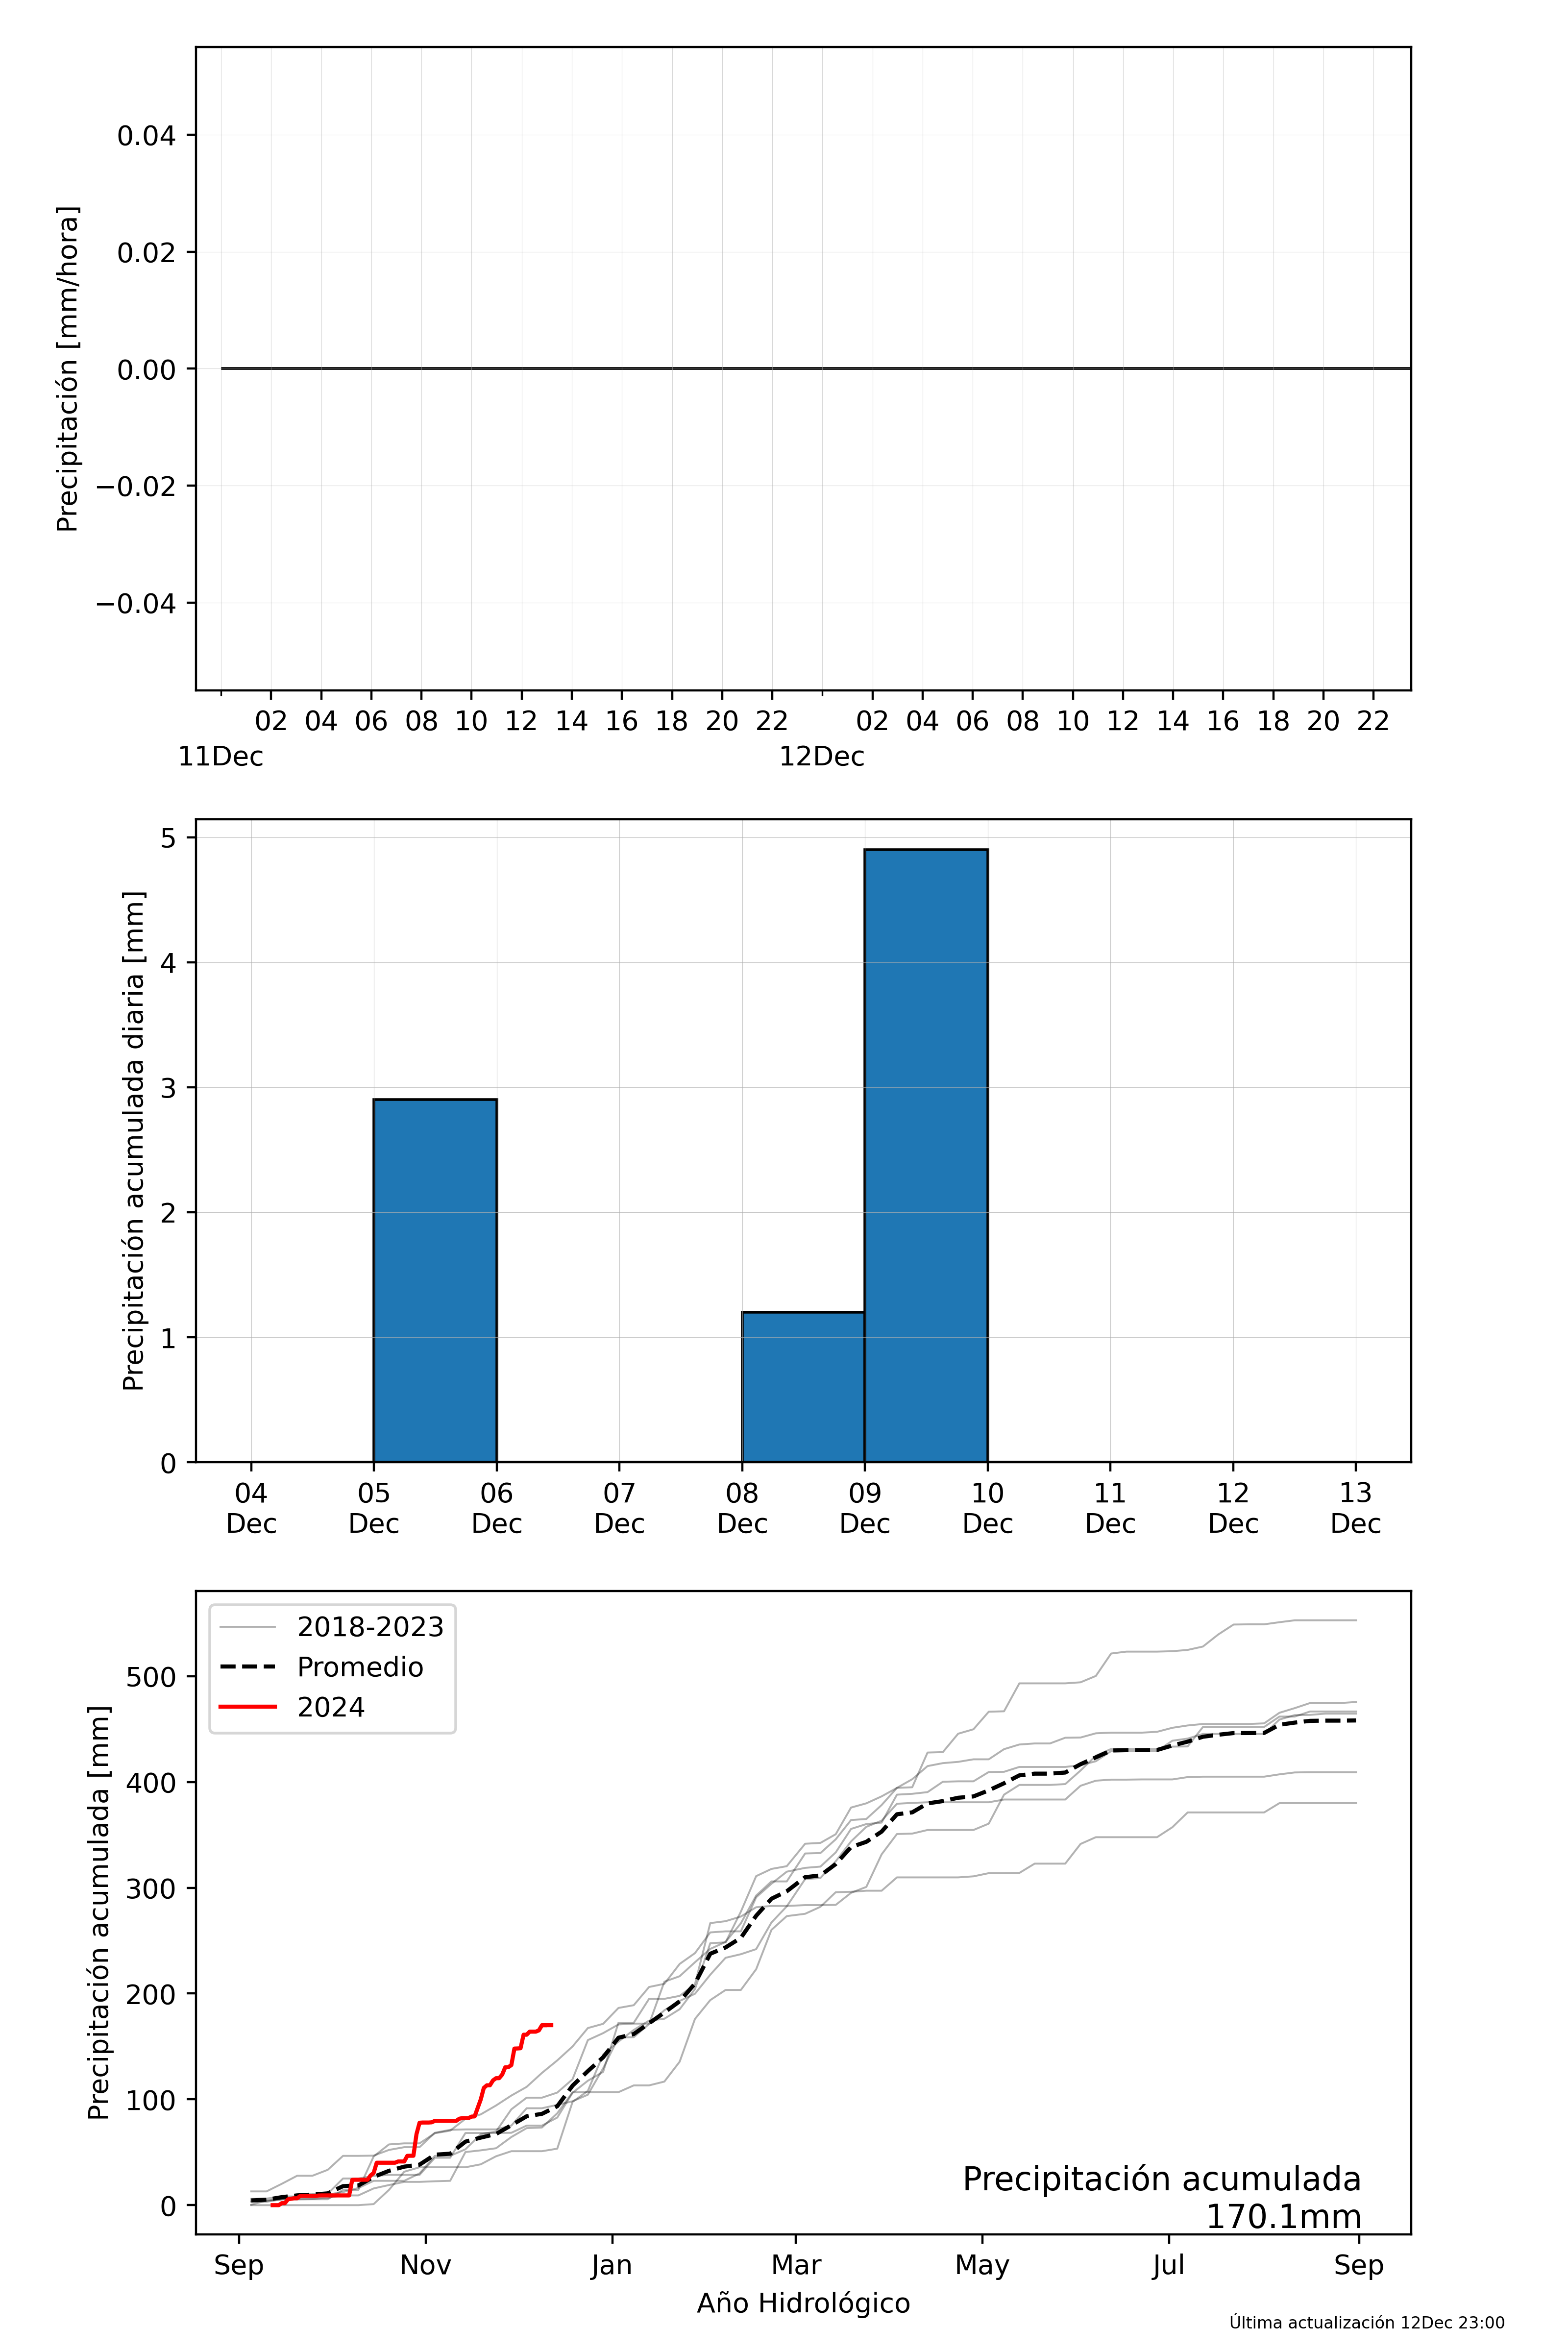 Precipitación [mm/hora]
0.04
0.02
0.00
−0.02
−0.04
02 04 06 08 10 12 14 16 18 20 22 02 04 06 08 10 12 14 16 18 20 22
11Dec 12Dec
Precipitación acumulada diaria [mm]
5
4
3
2
1
0
04 05 06 07 08 09 10 11 12 13
Dec Dec Dec Dec Dec Dec Dec Dec Dec Dec
Precipitación acumulada [mm]
2018-2023
Promedio
2024
500
400
300
200
100
0
Precipitación acumulada
170.1mm
Sep Nov Jan Mar May Jul Sep
Año Hidrológico
Última actualización 12Dec 23:00